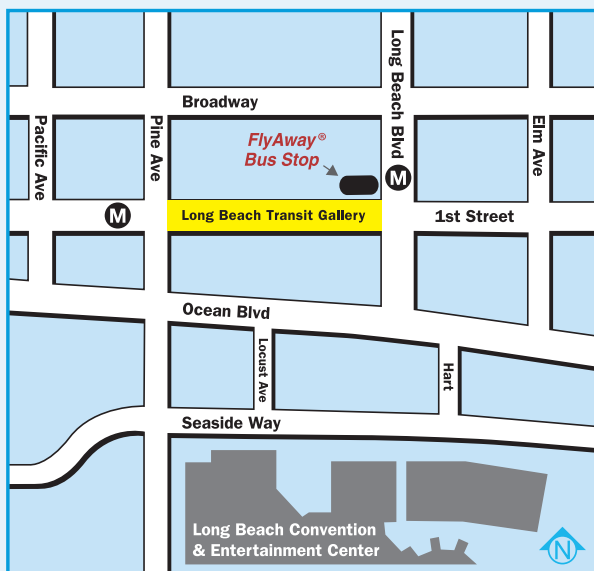 Broadway
Pacific Ave
Pine Ave
Long Beach Blvd
Elm Ave
FlyAway®
Bus Stop
M
M
Long Beach Transit Gallery
1st Street
Ocean Blvd
Locust Ave
Hart
Seaside Way
Long Beach Convention
& Entertainment Center
N